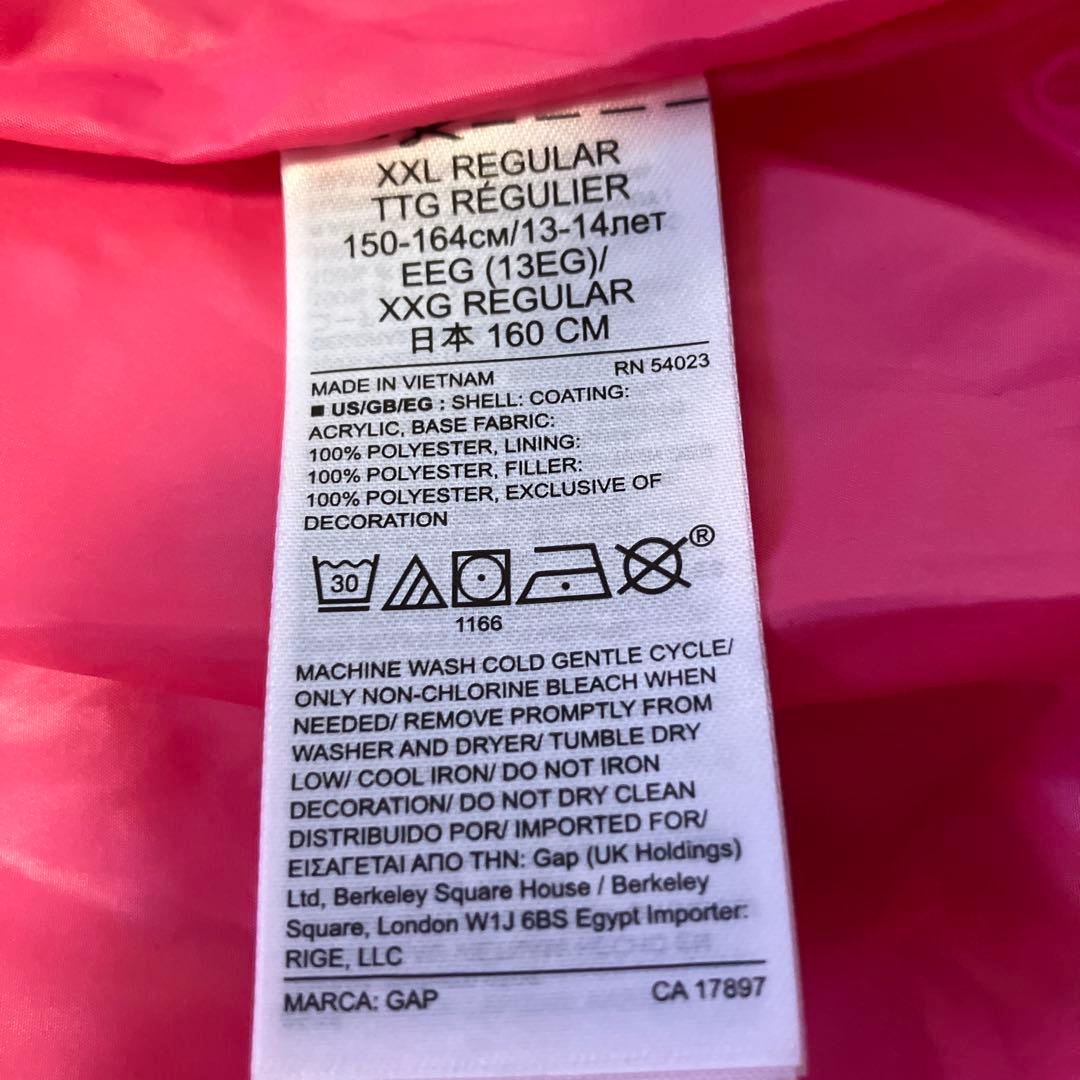 XXL REGULAR
TTG RÉGULIER
150-164см/13-14лет
EEG (13EG)/
XXG REGULAR
日本 160 CM
MADE IN VIETNAM RN 54023
■ US/GB/EG : SHELL: COATING:
ACRYLIC, BASE FABRIC:
100% POLYESTER, LINING:
100% POLYESTER, FILLER:
100% POLYESTER, EXCLUSIVE OF
DECORATION
30 ®
1166
MACHINE WASH COLD GENTLE CYCLE/
ONLY NON-CHLORINE BLEACH WHEN
NEEDED/ REMOVE PROMPTLY FROM
WASHER AND DRYER/ TUMBLE DRY
LOW/ COOL IRON/ DO NOT IRON
DECORATION/ DO NOT DRY CLEAN
DISTRIBUIDO POR/ IMPORTED FOR/
ΕΙΣΑΓΕΤΑΙ ΑΠΟ ΤΗΝ: Gap (UK Holdings)
Ltd, Berkeley Square House / Berkeley
Square, London W1J 6BS Egypt Importer:
RIGE, LLC
MARCA: GAP CA 17897